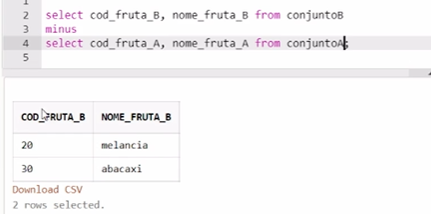 1
2 select cod_fruta_B, nome_fruta_B from conjuntoB
3 minus
4 select cod_fruta_A, nome_fruta_A from conjuntoA;
5
COD_FRUTA_B NOME_FRUTA_B
20 melancia
30 abacaxi
Download CSV
2 rows selected.